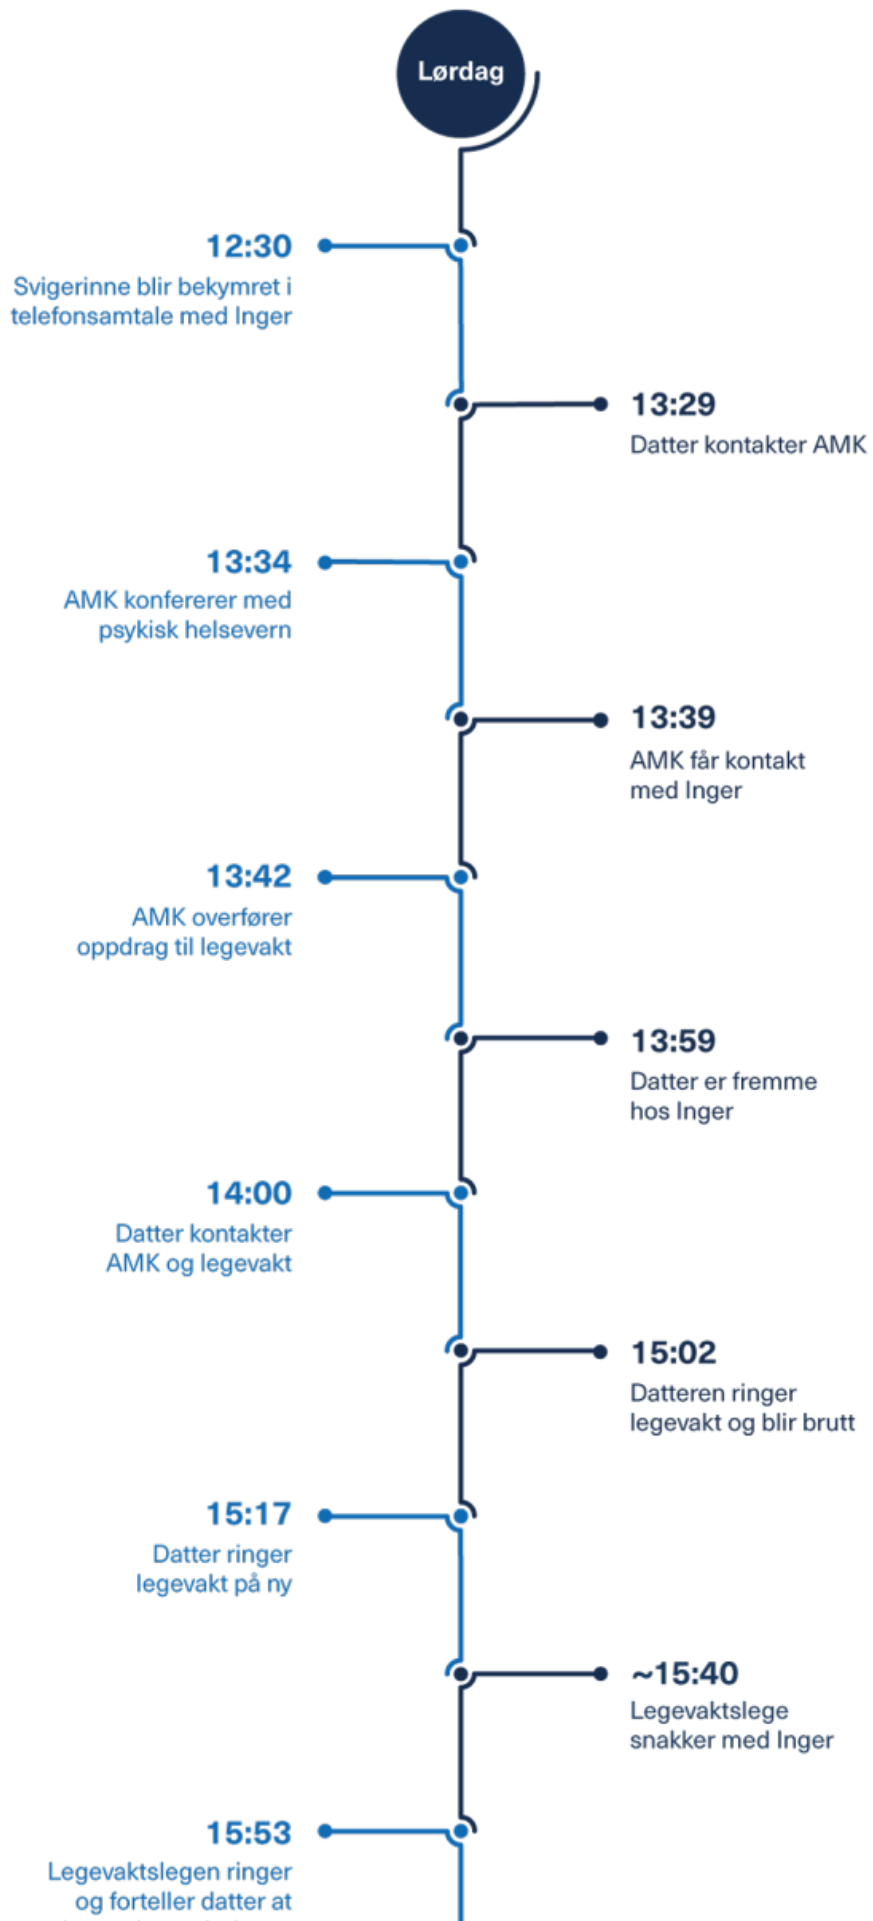 Lørdag
12:30
Svigerinne blir bekymret i
telefonsamtale med Inger
13:29
Datter kontakter AMK
13:34
AMK konfererer med
psykisk helsevern
13:39
AMK får kontakt
med Inger
13:42
AMK overfører
oppdrag til legevakt
13:59
Datter er fremme
hos Inger
14:00
Datter kontakter
AMK og legevakt
15:02
Datteren ringer
legevakt og blir brutt
15:17
Datter ringer
legevakt på ny
~15:40
Legevaktslege
snakker med Inger
15:53
Legevaktslegen ringer
og forteller datter at